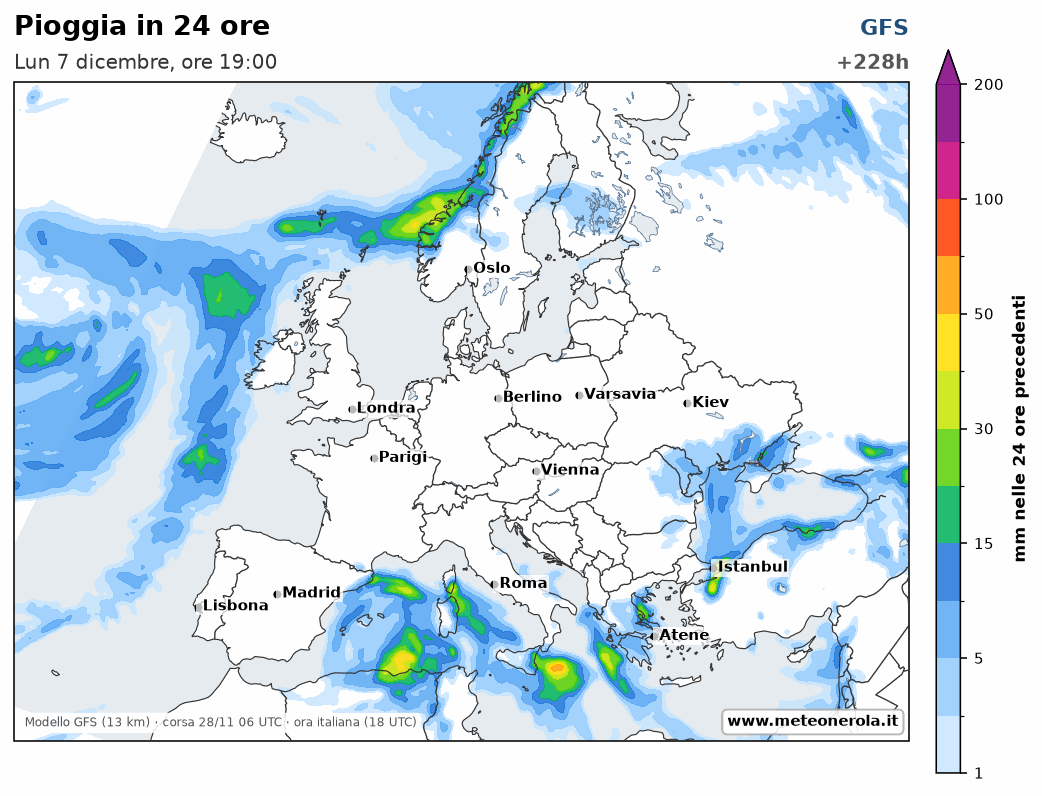 Pioggia in 24 ore
GFS
Lun 7 dicembre, ore 19:00
+228h
200
100
50
30
15
5
1
mm nelle 24 ore precedenti
Oslo
Londra
Berlino
Varsavia
Kiev
Parigi
Vienna
Istanbul
Roma
Madrid
Lisbona
Atene
Modello GFS (13 km) · corsa 28/11 06 UTC · ora italiana (18 UTC)
www.meteonerola.it